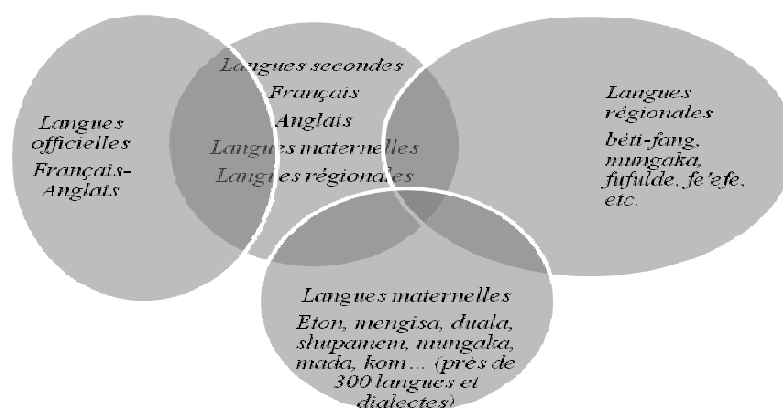 Langues
officielles
Français-
Anglais
Langues secondes
Français
Anglais
Langues maternelles
Langues régionales
Langues
régionales
béti-fang,
mungaka,
fufulde, fe'efe,
etc.
Langues maternelles
Eton, mengisa, duala,
shupamem, mungaka,
mada, kom... (près de
300 langues et
dialectes)